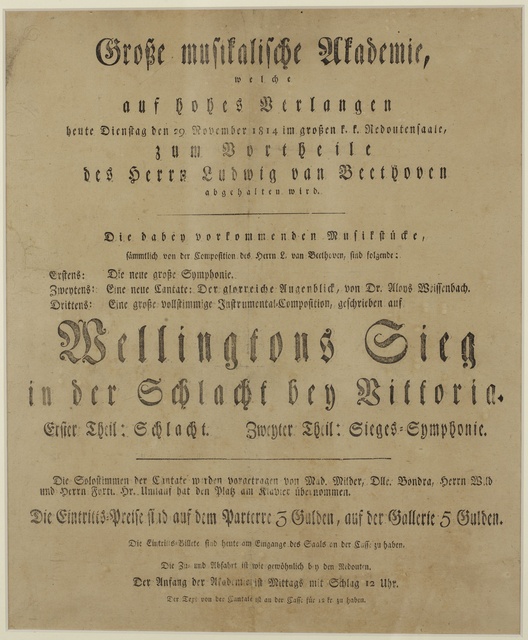 Große musikalische Akademie,
welche
auf hohes Verlangen
heute Dienstag den 29 November 1814 im großen k. k. Redoutensaale,
zum Vortheile
des Herrn Ludwig van Beethoven
abgehalten wird.
Die dabey vorkommenden Musikstücke,
sämmtlich von der Composition des Herrn L. van Beethoven, sind folgende:
Erstens: Die neue große Symphonie.
Zweytens: Eine neue Cantate: Der glorreiche Augenblick, von Dr. Aloys Weissenbach.
Drittens: Eine große vollstimmige Instrumental-Composition, geschrieben auf
Wellingtons Sieg
in der Schlacht bey Vittoria.
Erster Theil: Schlacht. Zweyter Theil: Sieges-Symphonie.
Die Solostimmen der Cantate werden vorgetragen von Mad. Milder, Dlle. Bondra, Herrn Wild
und Herrn Forti. Hr. Umlauf hat den Platz am Klavier übernommen.
Die Eintritts-Preise sind auf dem Parterre 3 Gulden, auf der Gallerie 5 Gulden.
Die Eintritts-Billete sind heute am Eingange des Saals an der Casse zu haben.
Die Zu- und Abfahrt ist wie gewöhnlich bey den Redouten.
Der Anfang der Akademie ist Mittags mit Schlag 12 Uhr.
Der Text von der Cantate ist an der Casse für 12 kr. zu haben.